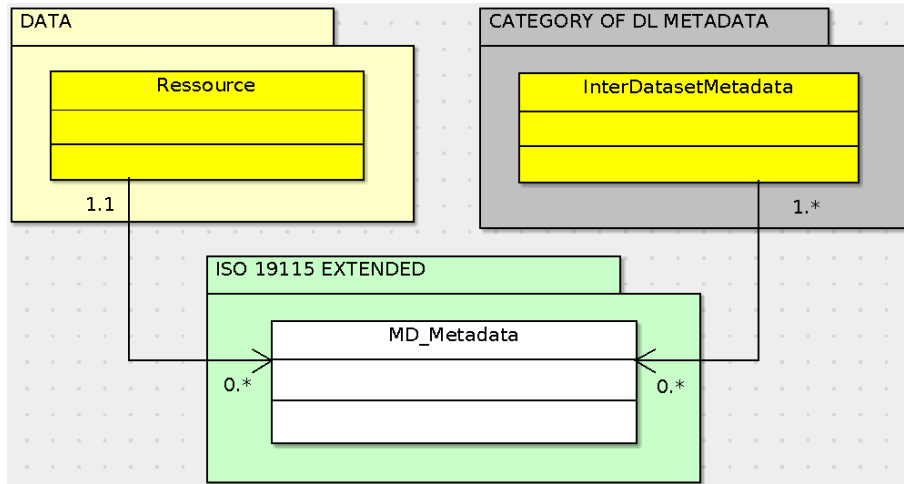 DATA
CATEGORY OF DL METADATA
Ressource
InterDatasetMetadata
1.1
1.*
ISO 19115 EXTENDED
MD_Metadata
0.*
0.*